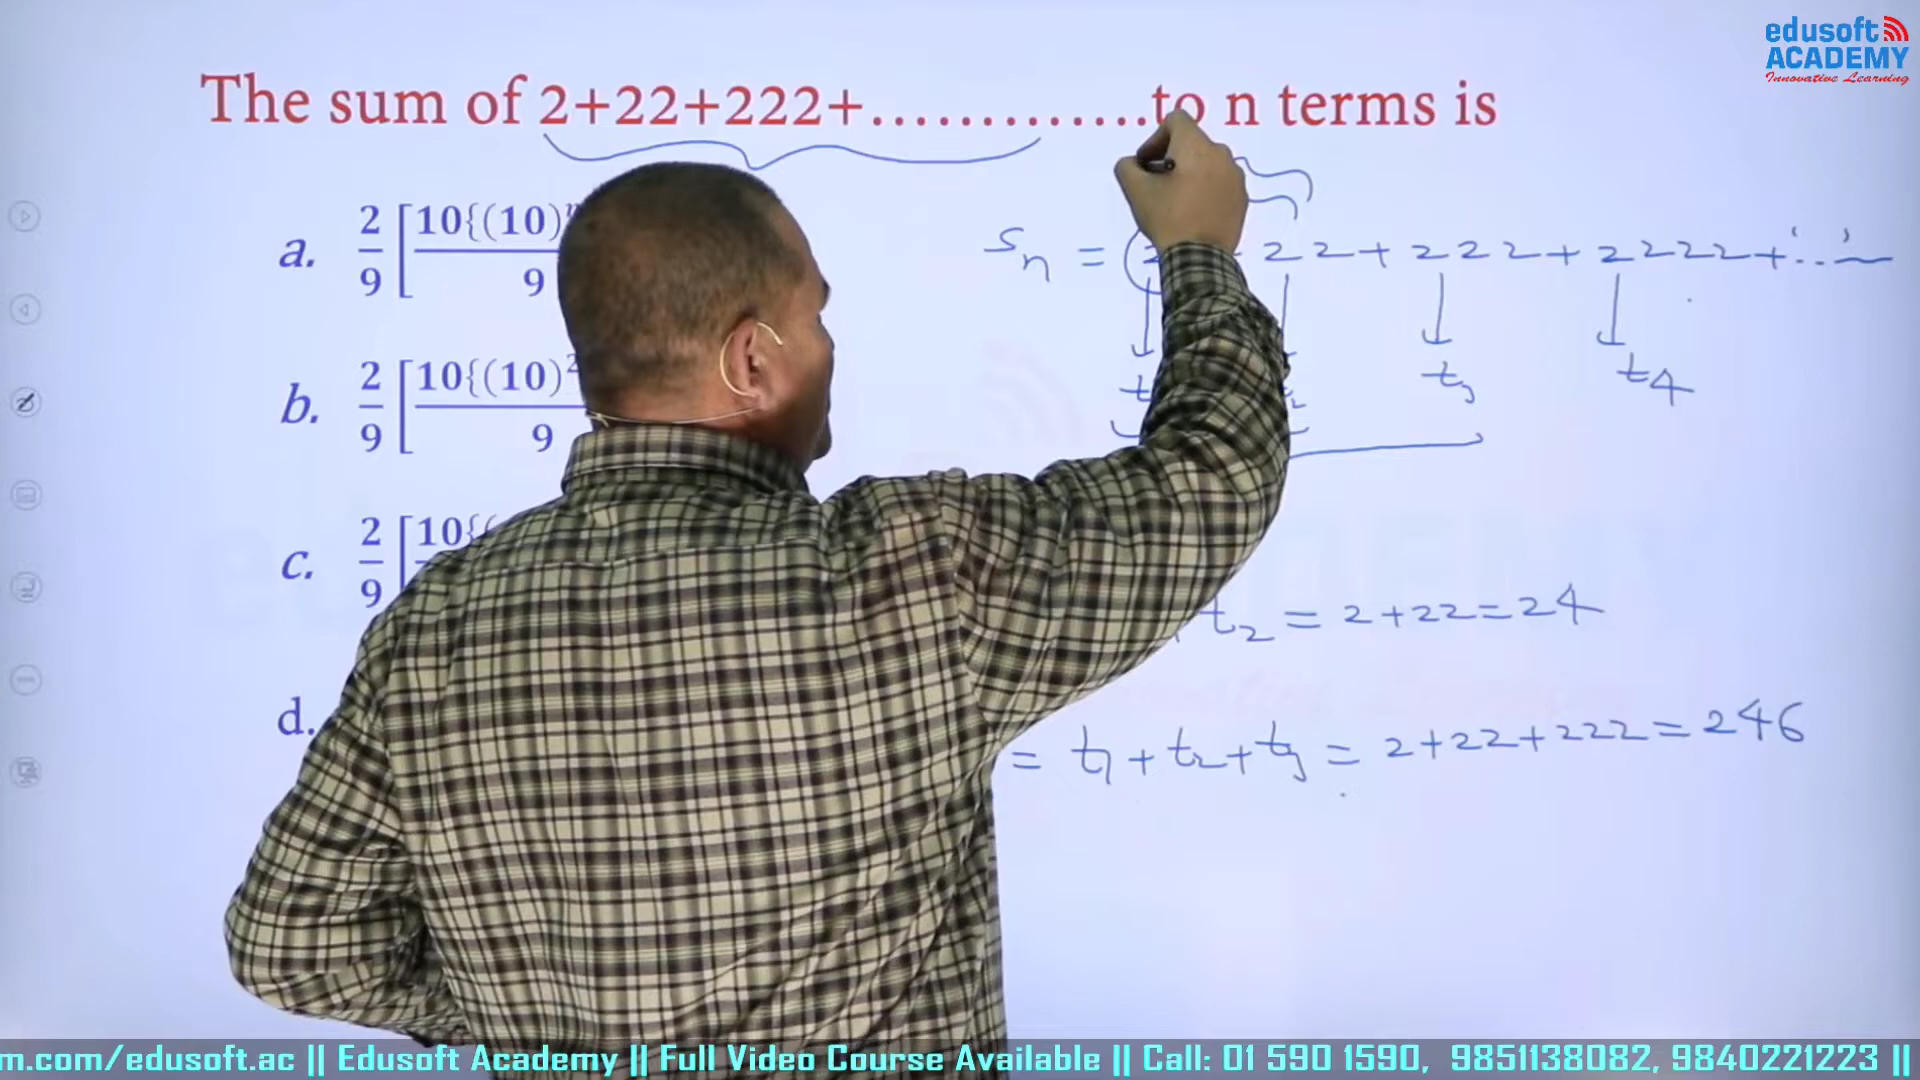 edusoft
ACADEMY
Innovative Learning
The sum of 2+22+222+..............to n terms is
a. 2/9 [10{(10)^n
9
Sn = 22+222+2222+...
b. 2/9 [10{(10)^2
9
t3 t4
c. 2/9 [10{(
t2 = 2+22=24
d.
= t1+t2+t3 = 2+22+222=246
m.com/edusoft.ac || Edusoft Academy || Full Video Course Available || Call: 01 590 1590, 9851138082, 9840221223 ||